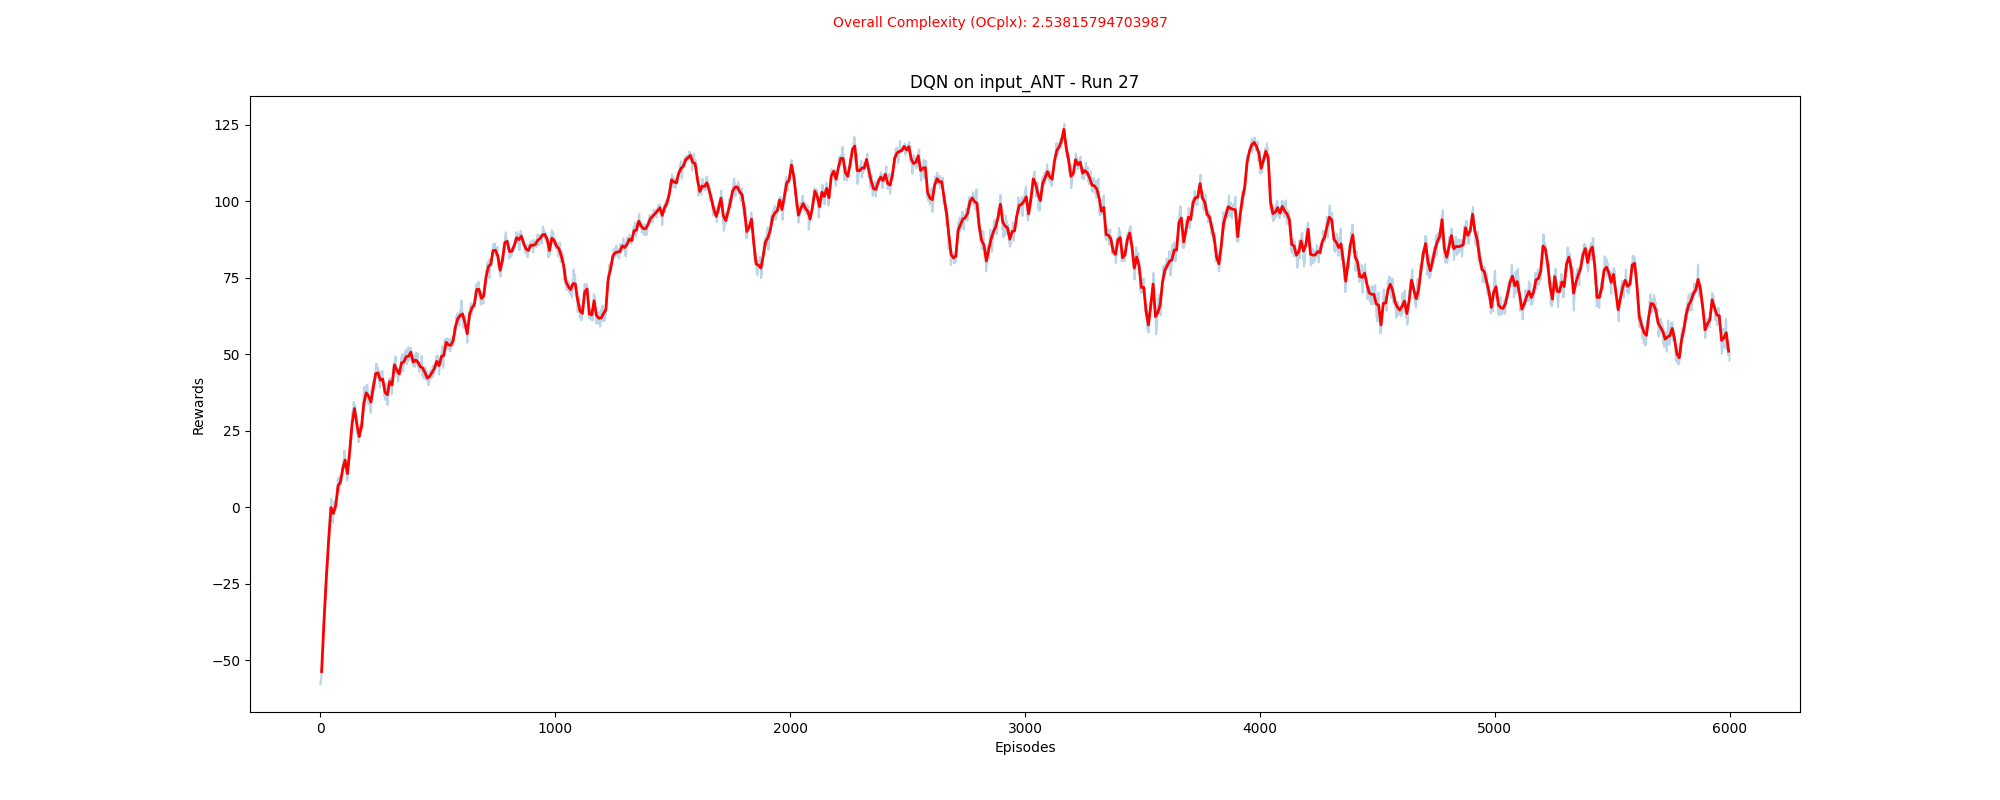 Overall Complexity (OCplx): 2.53815794703987
DQN on input_ANT - Run 27
125
100
75
50
25
0
−25
−50
Rewards
0 1000 2000 3000 4000 5000 6000
Episodes